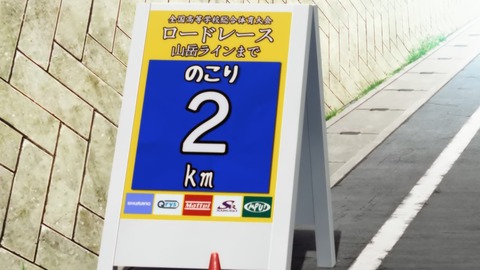 全国高等学校総合体育大会
ロードレース
山岳ラインまで
のこり
2
km